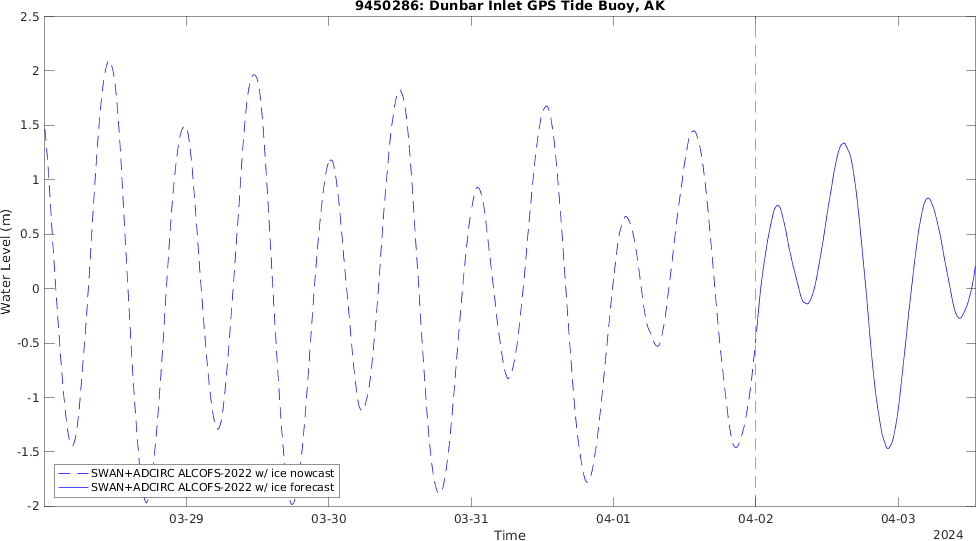 9450286: Dunbar Inlet GPS Tide Buoy, AK
2.5
2
1.5
1
0.5
0
-0.5
-1
-1.5
-2
Water Level (m)
SWAN+ADCIRC ALCOFS-2022 w/ ice nowcast
SWAN+ADCIRC ALCOFS-2022 w/ ice forecast
03-29 03-30 03-31 04-01 04-02 04-03
Time
2024